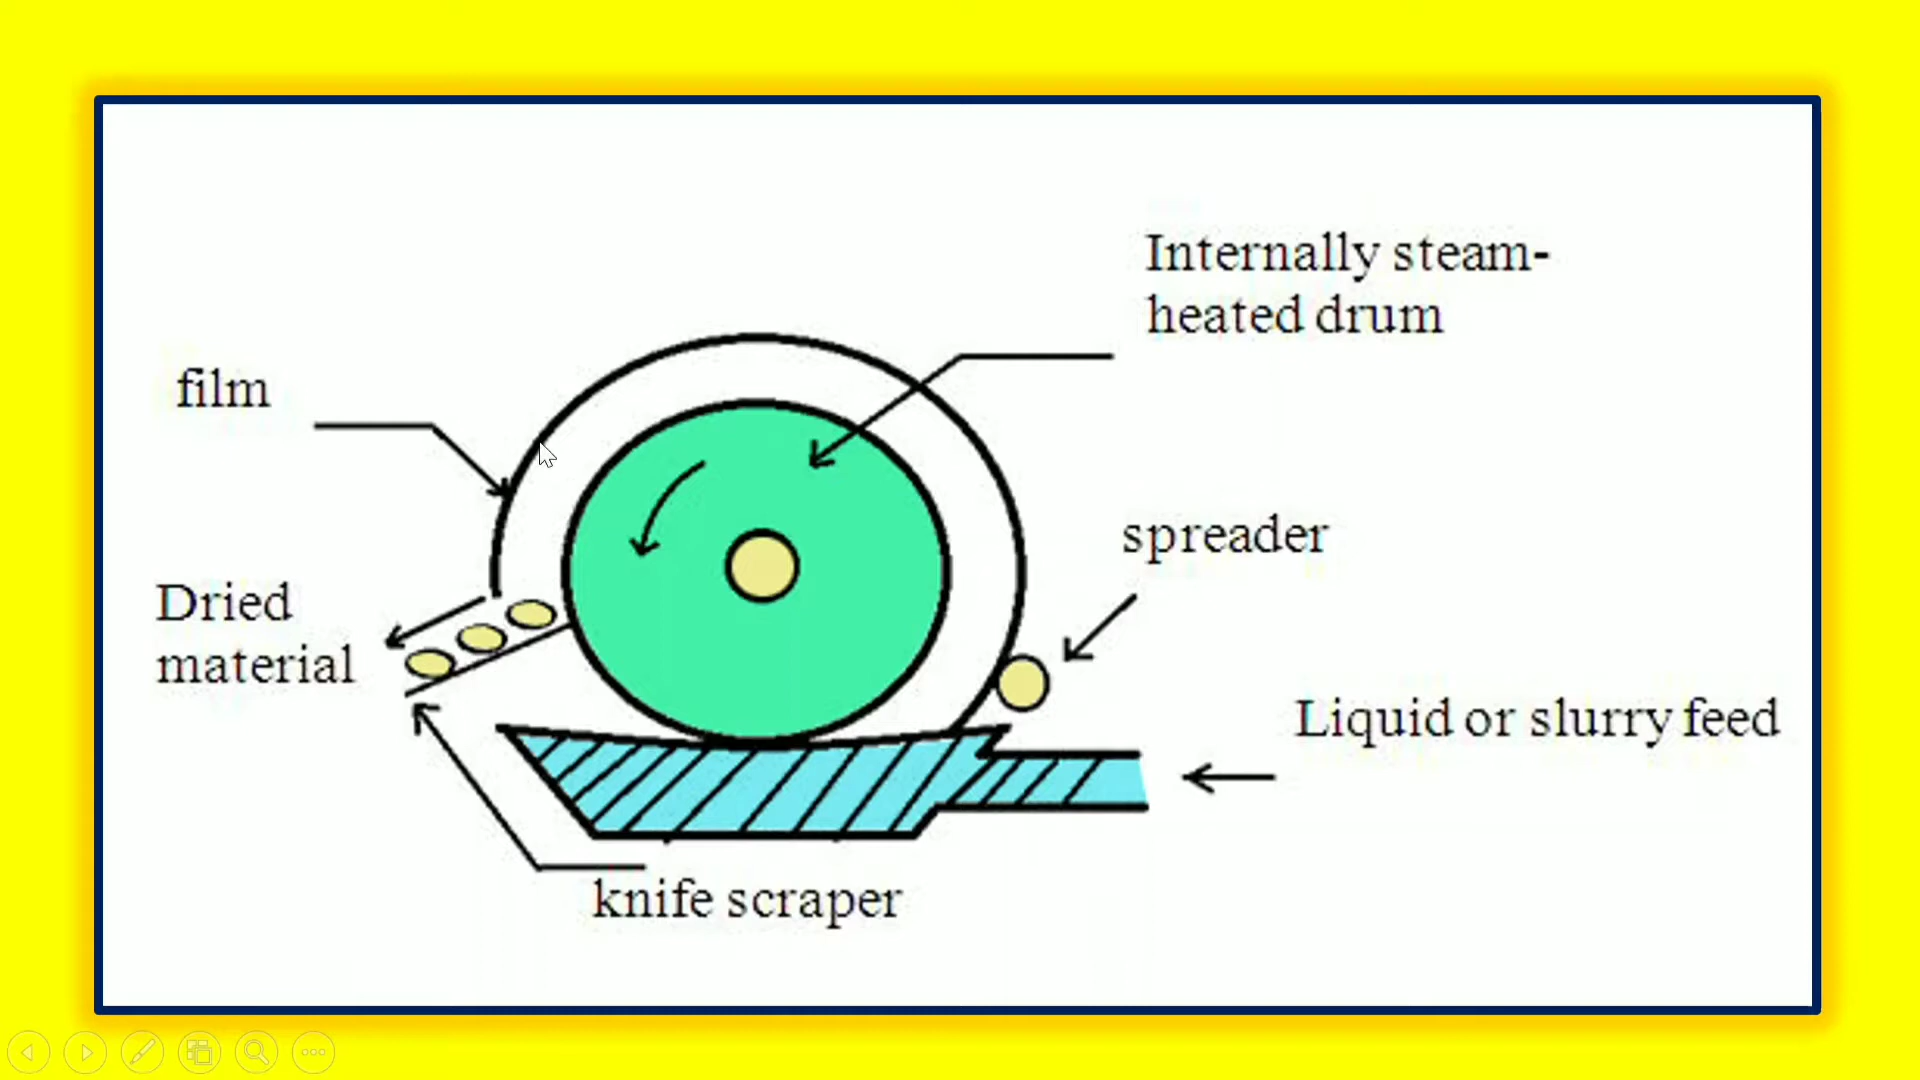 Internally steam-
heated drum
film
spreader
Dried
material
Liquid or slurry feed
knife scraper